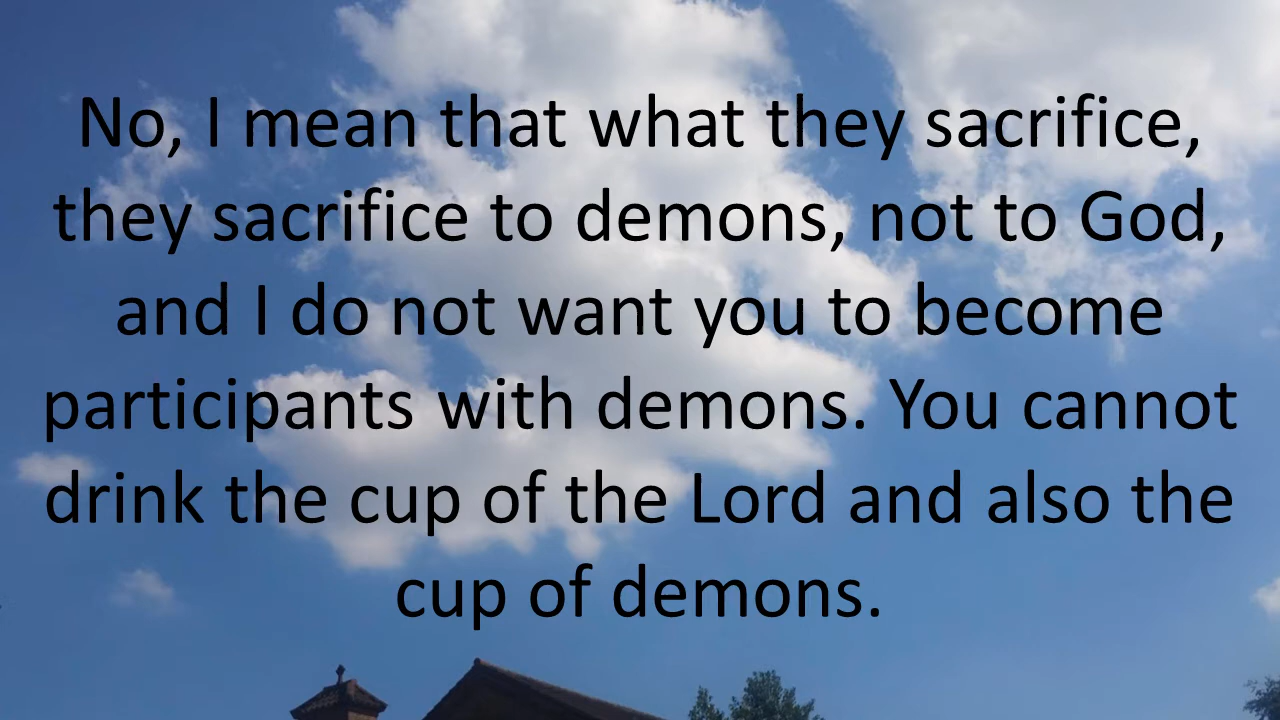 No, I mean that what they sacrifice,
they sacrifice to demons, not to God,
and I do not want you to become
participants with demons. You cannot
drink the cup of the Lord and also the
cup of demons.